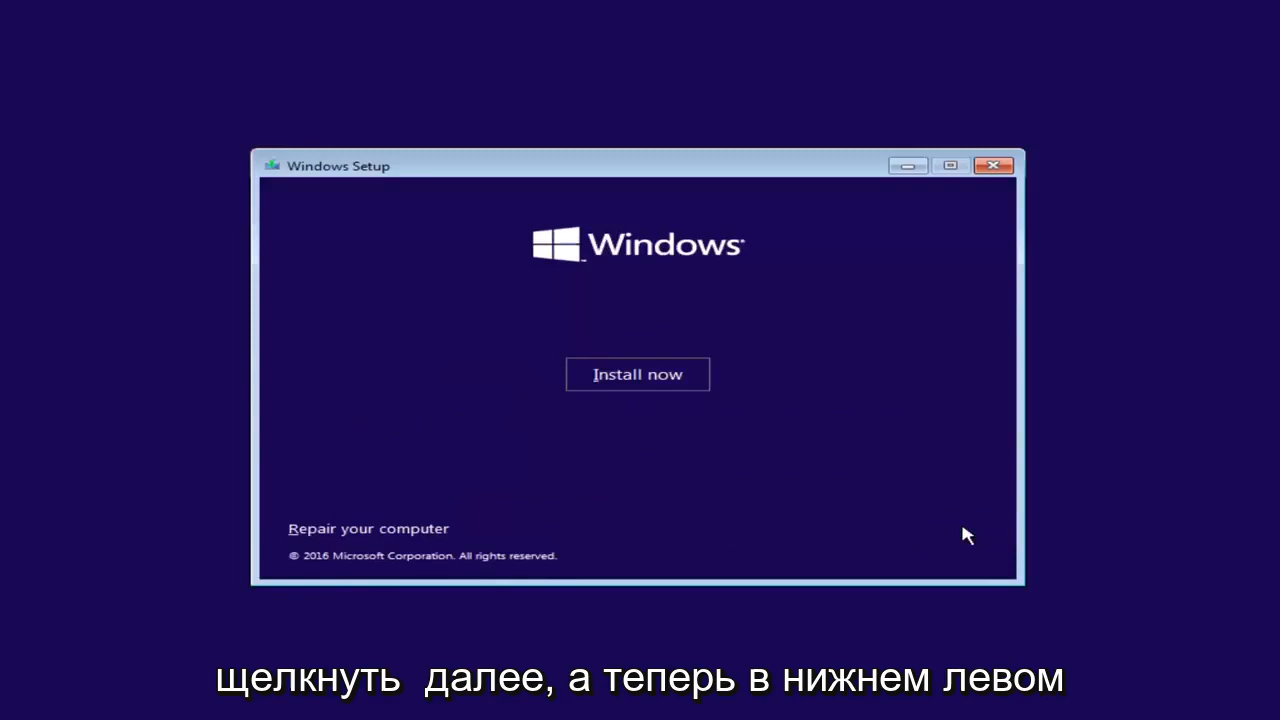 Windows Setup
Windows
Install now
Repair your computer
© 2016 Microsoft Corporation. All rights reserved.
щелкнуть далее, а теперь в нижнем левом